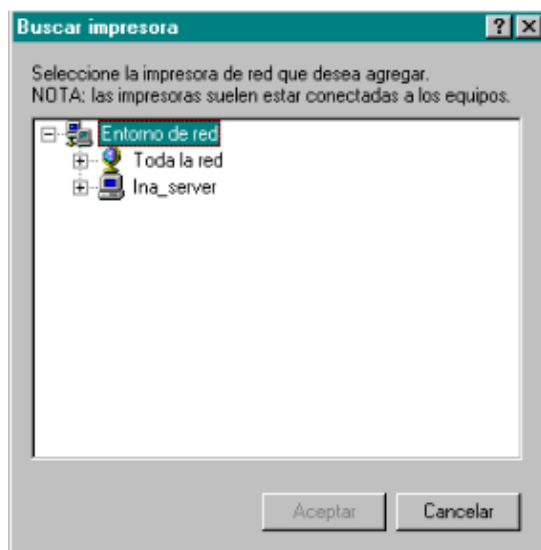 Buscar impresora
Seleccione la impresora de red que desea agregar.
NOTA: las impresoras suelen estar conectadas a los equipos.
Entorno de red
Toda la red
Ina_server
Aceptar Cancelar